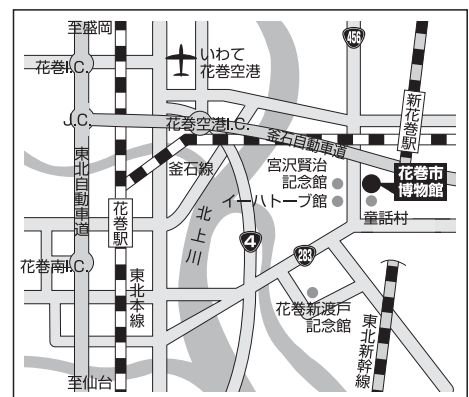 至盛岡
456
花巻I.C.
いわて
花巻空港
新花巻駅
J.C.
花巻空港I.C.
釜石自動車道
東北自動車道
釜石線
宮沢賢治
記念館
イーハトーブ館
花巻市
博物館
童話村
花巻駅
北上川
4
283
花巻南I.C.
東北本線
花巻新渡戸
記念館
東北新幹線
至仙台